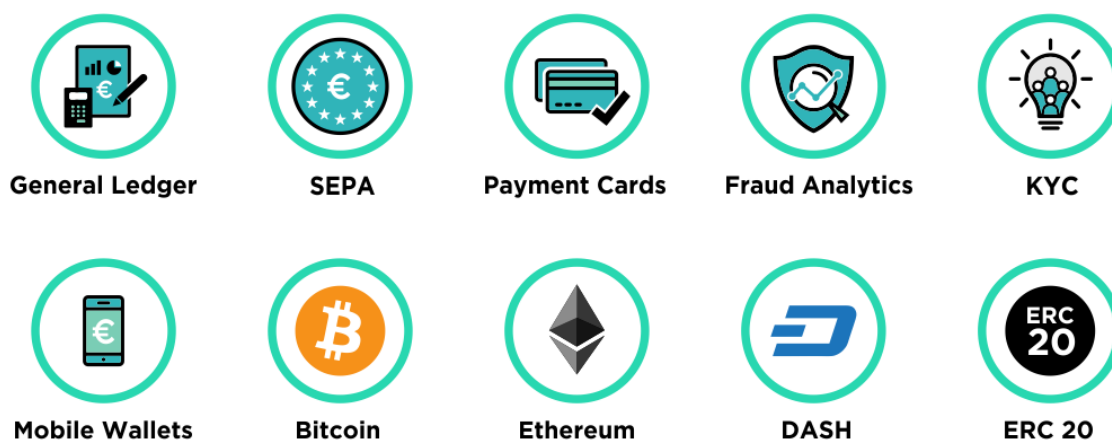 General Ledger
SEPA
Payment Cards
Fraud Analytics
KYC
ERC
20
Mobile Wallets
Bitcoin
Ethereum
DASH
ERC 20